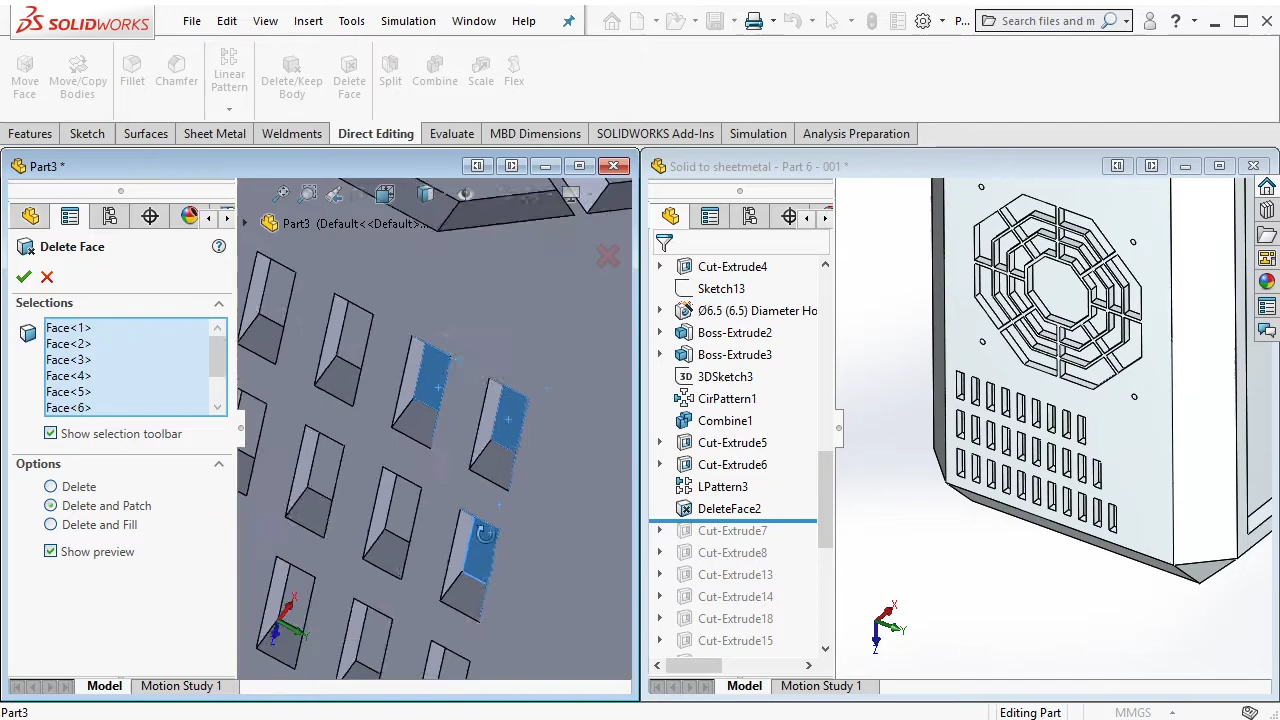 SOLIDWORKS
File Edit View Insert Tools Simulation Window Help
P...
Search files and m
Move Face
Move/Copy Bodies
Fillet
Chamfer
Linear Pattern
Delete/Keep Body
Delete Face
Split
Combine
Scale
Flex
Features Sketch Surfaces Sheet Metal Weldments Direct Editing Evaluate MBD Dimensions SOLIDWORKS Add-Ins Simulation Analysis Preparation
Part3 *
Delete Face
Selections
Face<1>
Face<2>
Face<3>
Face<4>
Face<5>
Face<6>
Show selection toolbar
Options
Delete
Delete and Patch
Delete and Fill
Show preview
Part3 (Default<<Default>...
X
Y
Z
Model Motion Study 1
Solid to sheetmetal - Part 6 - 001 *
Cut-Extrude4
Sketch13
Ø6.5 (6.5) Diameter Ho
Boss-Extrude2
Boss-Extrude3
3D 3DSketch3
CirPattern1
Combine1
Cut-Extrude5
Cut-Extrude6
LPattern3
DeleteFace2
Cut-Extrude7
Cut-Extrude8
Cut-Extrude13
Cut-Extrude14
Cut-Extrude18
Cut-Extrude15
X
Y
Z
Model Motion Study 1
Part3
Editing Part
MMGS